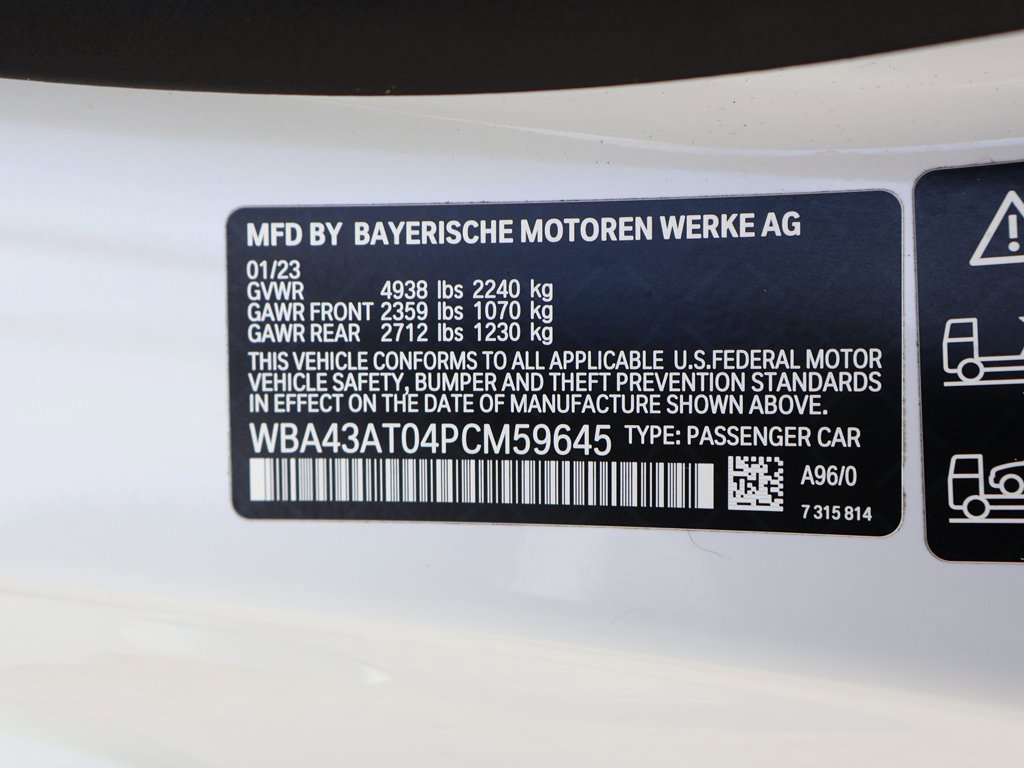 MFD BY BAYERISCHE MOTOREN WERKE AG
01/23
GVWR 4938 lbs 2240 kg
GAWR FRONT 2359 lbs 1070 kg
GAWR REAR 2712 lbs 1230 kg
THIS VEHICLE CONFORMS TO ALL APPLICABLE U.S.FEDERAL MOTOR
VEHICLE SAFETY, BUMPER AND THEFT PREVENTION STANDARDS
IN EFFECT ON THE DATE OF MANUFACTURE SHOWN ABOVE.
WBA43AT04PCM59645 TYPE: PASSENGER CAR
A96/0
7 315 814